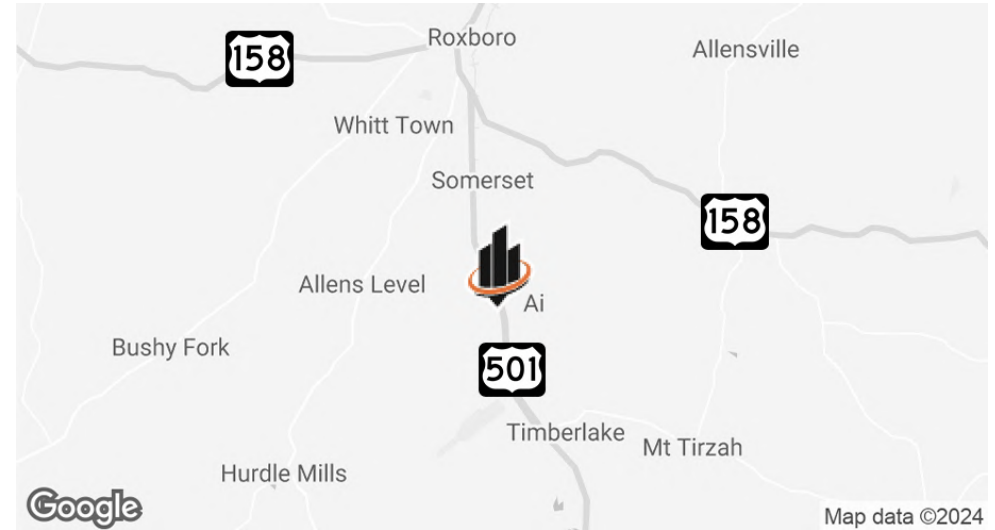 Roxboro
Allensville
158
Whitt Town
Somerset
158
Allens Level
Ai
Bushy Fork
501
Timberlake
Mt Tirzah
Hurdle Mills
Google
Map data ©2024